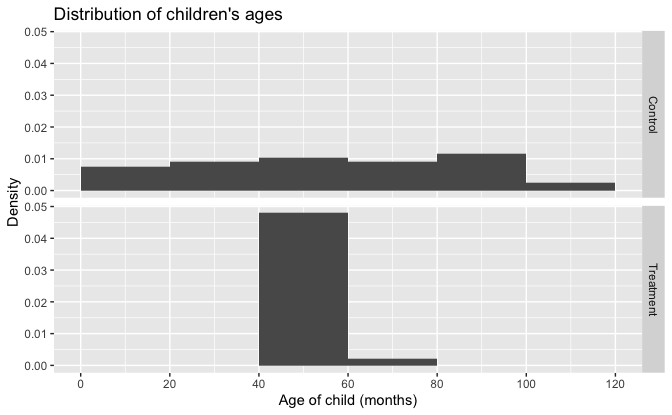 Distribution of children's ages
Density
0.05
0.04
0.03
0.02
0.01
0.00
Control
0.05
0.04
0.03
0.02
0.01
0.00
Treatment
0 20 40 60 80 100 120
Age of child (months)